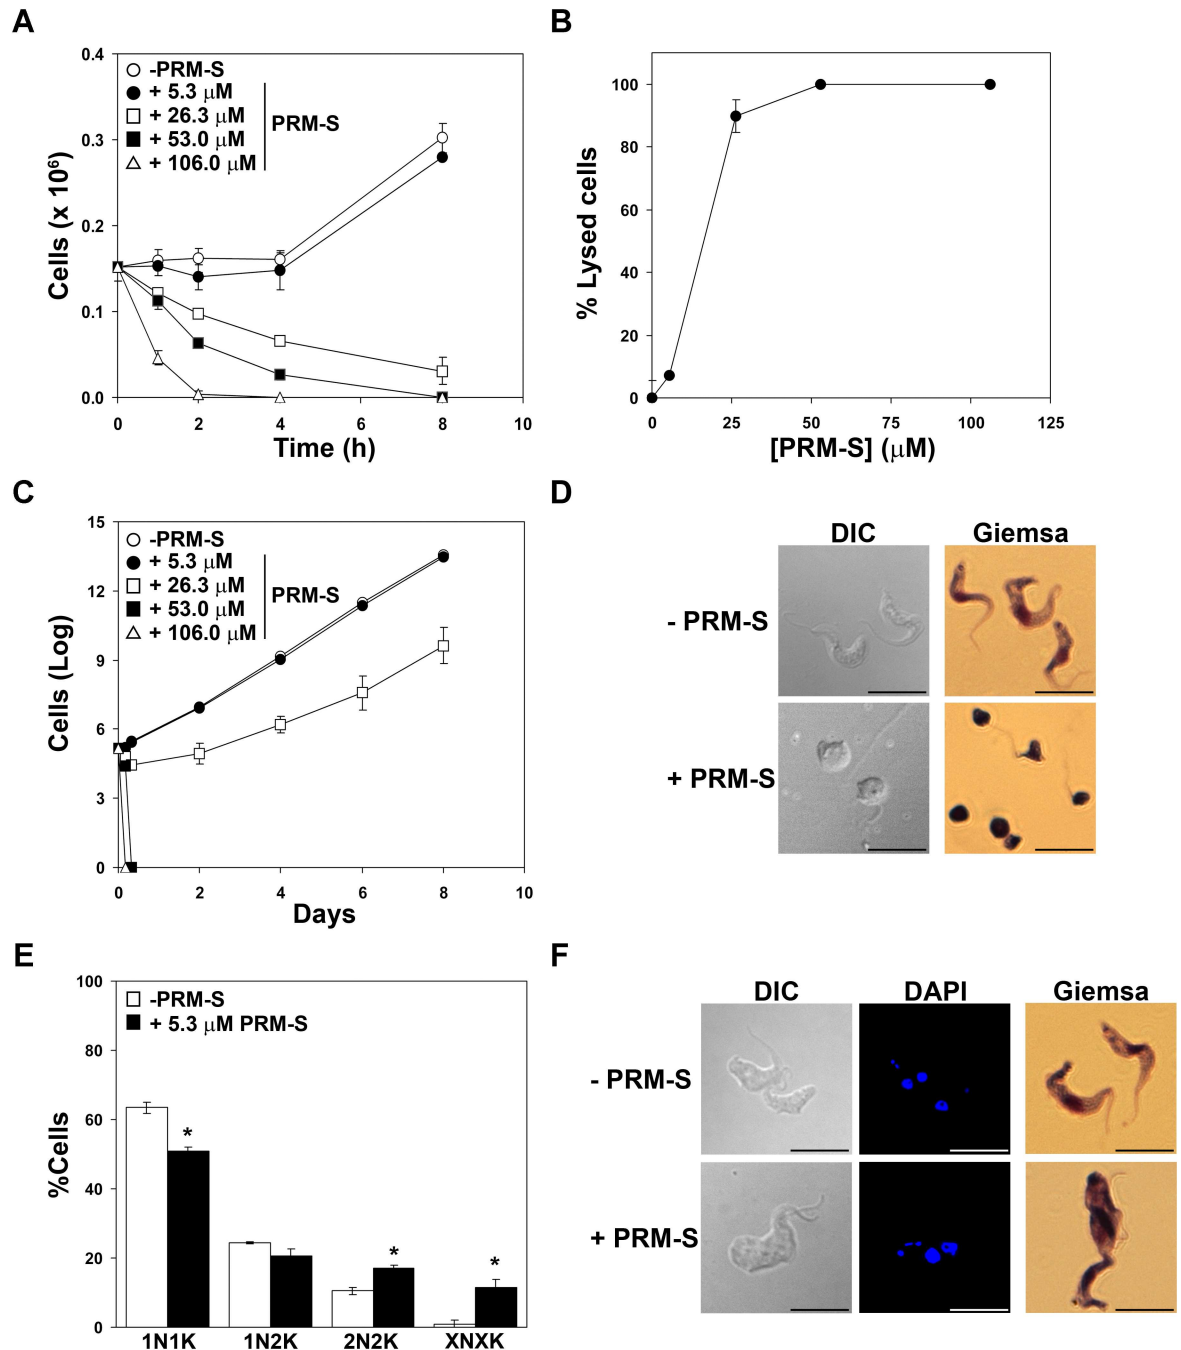 A
0.4
0.3
0.2
0.1
0.0
Cells (x 10⁶)
-PRM-S
+ 5.3 μM
+ 26.3 μM
+ 53.0 μM
+ 106.0 μM
PRM-S
0 2 4 6 8 10
Time (h)
B
100
80
60
40
20
0
% Lysed cells
0 25 50 75 100 125
[PRM-S] (μM)
C
15
12
9
6
3
0
Cells (Log)
-PRM-S
+ 5.3 μM
+ 26.3 μM
+ 53.0 μM
+ 106.0 μM
PRM-S
0 2 4 6 8 10
Days
D
DIC Giemsa
- PRM-S
+ PRM-S
E
100
80
60
40
20
0
%Cells
-PRM-S
+ 5.3 μM PRM-S
*
*
*
1N1K 1N2K 2N2K XNXK
F
DIC DAPI Giemsa
- PRM-S
+ PRM-S